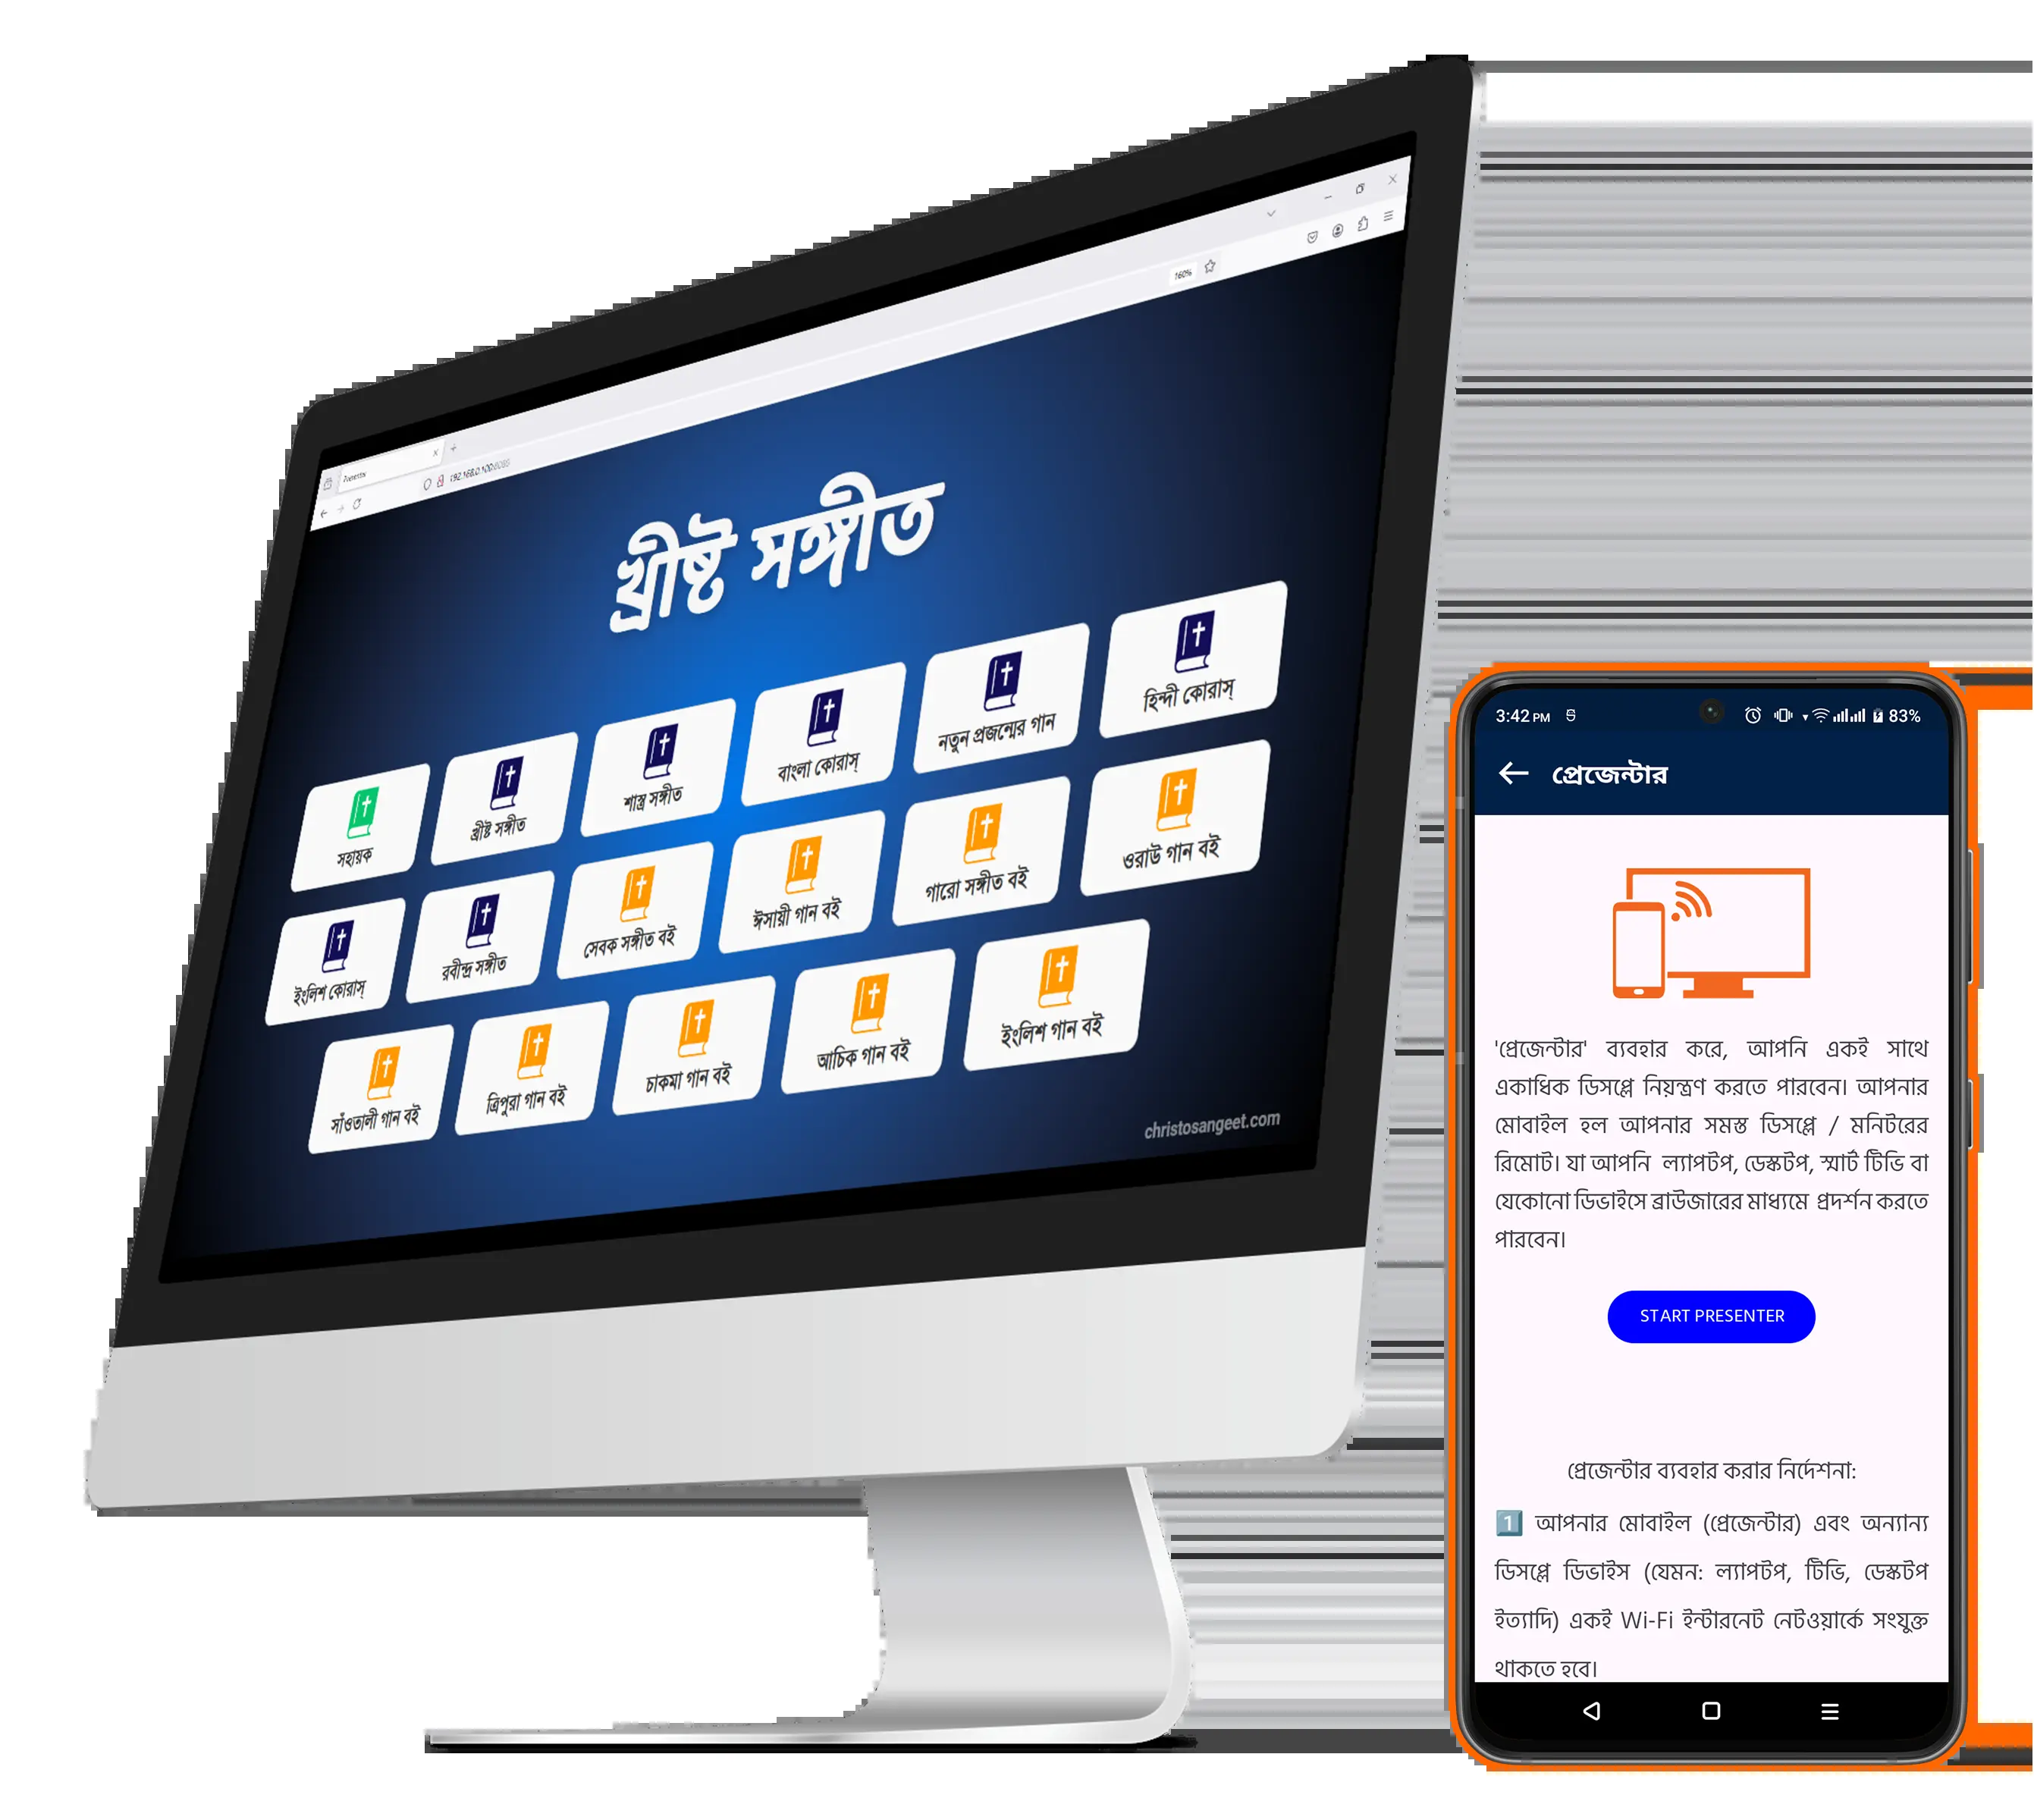 192.168.0.100:8085
160%
খ্রীষ্ট সঙ্গীত
সহায়ক
খ্রীষ্ট সঙ্গীত
শাস্ত্র সঙ্গীত
বাংলা কোরাস্
নতুন প্রজন্মের গান
হিন্দী কোরাস্
ইংলিশ কোরাস্
রবীন্দ্র সঙ্গীত
সেবক সঙ্গীত বই
ঈসায়ী গান বই
গারো সঙ্গীত বই
ওরাউ গান বই
সাঁওতালী গান বই
ত্রিপুরা গান বই
চাকমা গান বই
আচিক গান বই
ইংলিশ গান বই
christosangeet.com
3:42 PM 83%
প্রেজেন্টার
'প্রেজেন্টার' ব্যবহার করে, আপনি একই সাথে
একাধিক ডিসপ্লে নিয়ন্ত্রণ করতে পারবেন। আপনার
মোবাইল হল আপনার সমস্ত ডিসপ্লে / মনিটরের
রিমোট। যা আপনি ল্যাপটপ, ডেস্কটপ, স্মার্ট টিভি বা
যেকোনো ডিভাইসে ব্রাউজারের মাধ্যমে প্রদর্শন করতে
পারবেন।
START PRESENTER
প্রেজেন্টার ব্যবহার করার নির্দেশনা:
1 আপনার মোবাইল (প্রেজেন্টার) এবং অন্যান্য
ডিসপ্লে ডিভাইস (যেমন: ল্যাপটপ, টিভি, ডেস্কটপ
ইত্যাদি) একই Wi-Fi ইন্টারনেট নেটওয়ার্কে সংযুক্ত
থাকতে হবে।